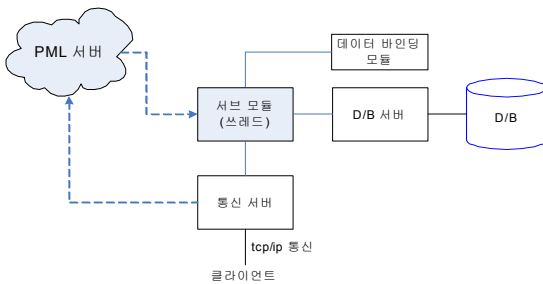 PML 서버
데이터 바인딩
모듈
서브 모듈
(쓰레드)
D/B 서버
D/B
통신 서버
tcp/ip 통신
클라이언트